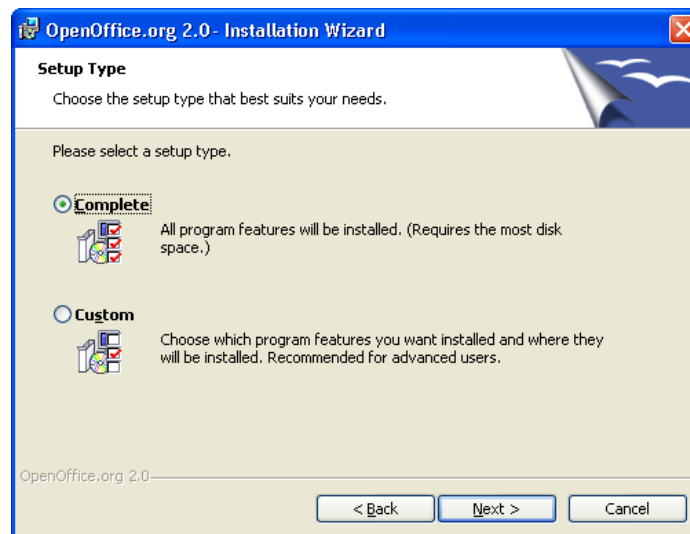 OpenOffice.org 2.0 - Installation Wizard
Setup Type
Choose the setup type that best suits your needs.
Please select a setup type.
Complete
All program features will be installed. (Requires the most disk
space.)
Custom
Choose which program features you want installed and where they
will be installed. Recommended for advanced users.
OpenOffice.org 2.0
< Back Next > Cancel